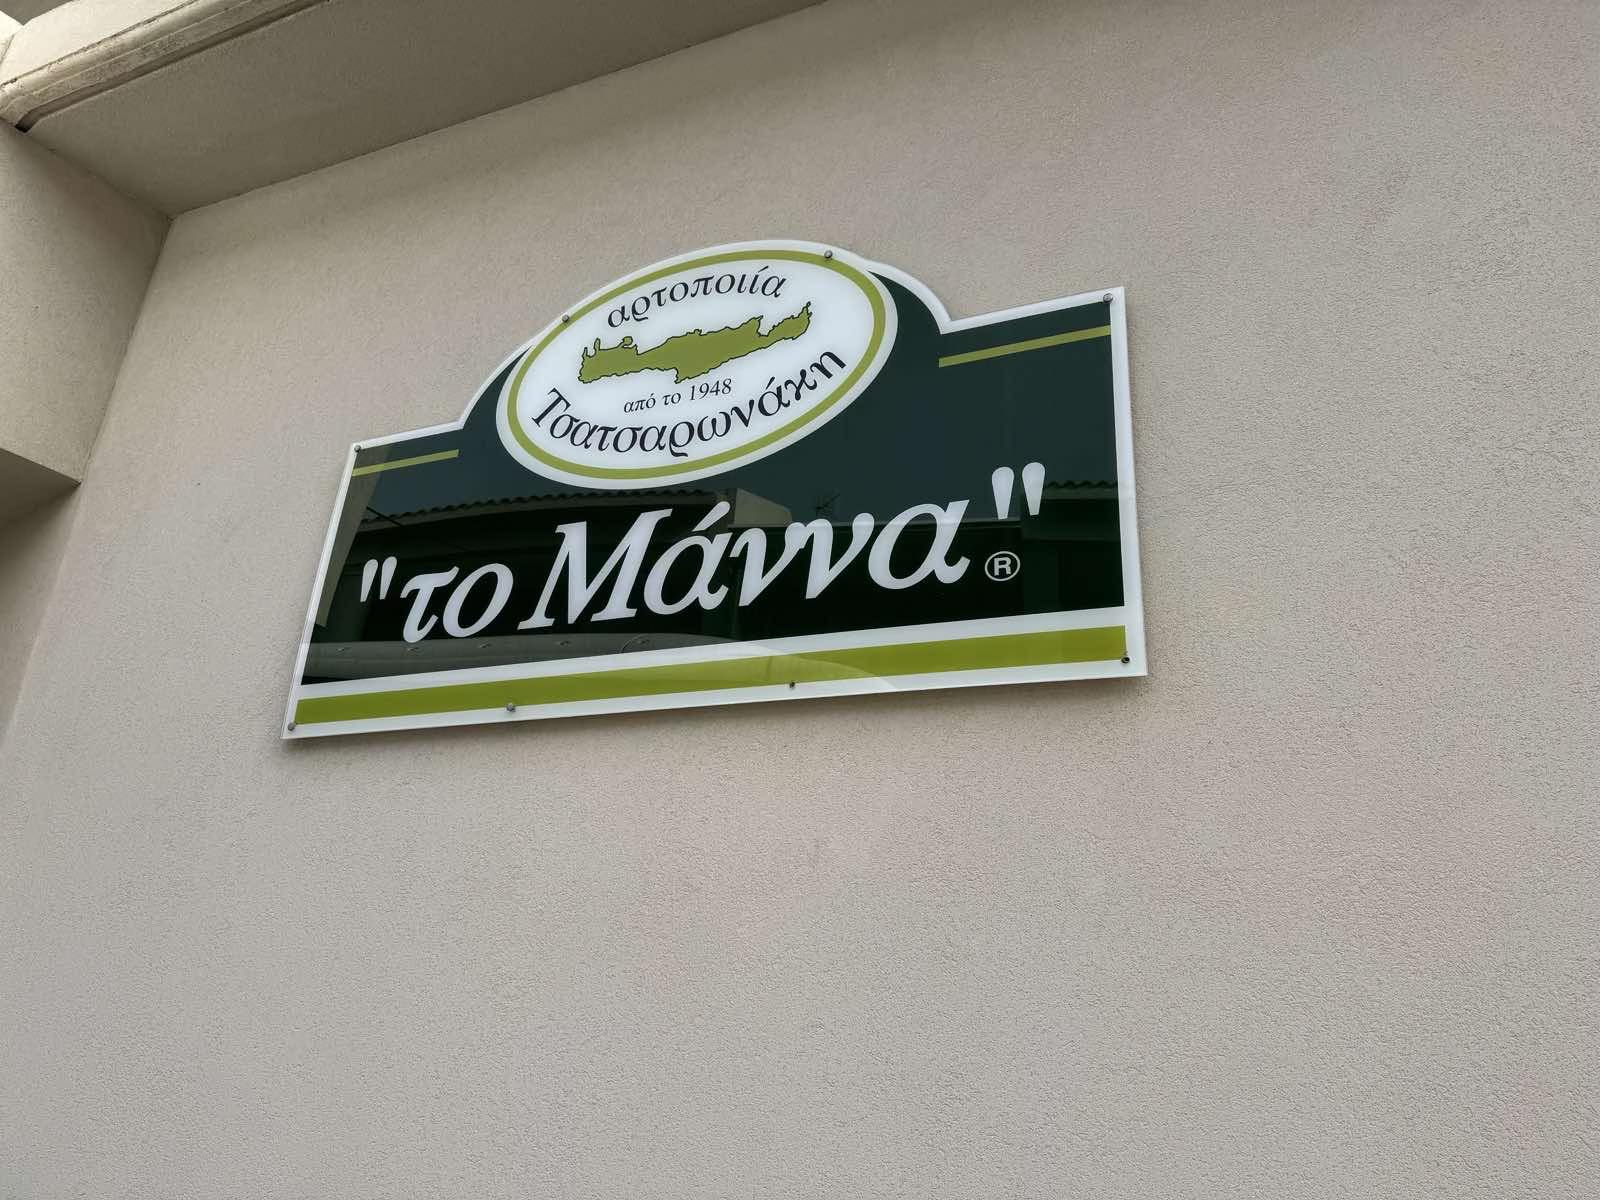 αρτοποιία
από το 1948
Τσατσαρωνάκη
"το Μάννα"®